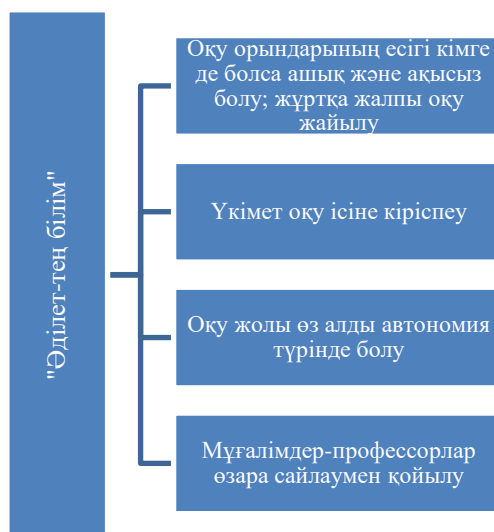 "Әділет-тең білім"
Оқу орындарының есігі кімге
де болса ашық және ақысыз
болу; жұртқа жалпы оқу
жайылу
Үкімет оқу ісіне кіріспеу
Оқу жолы өз алды автономия
түрінде болу
Мұғалімдер-профессорлар
өзара сайлаумен қойылу